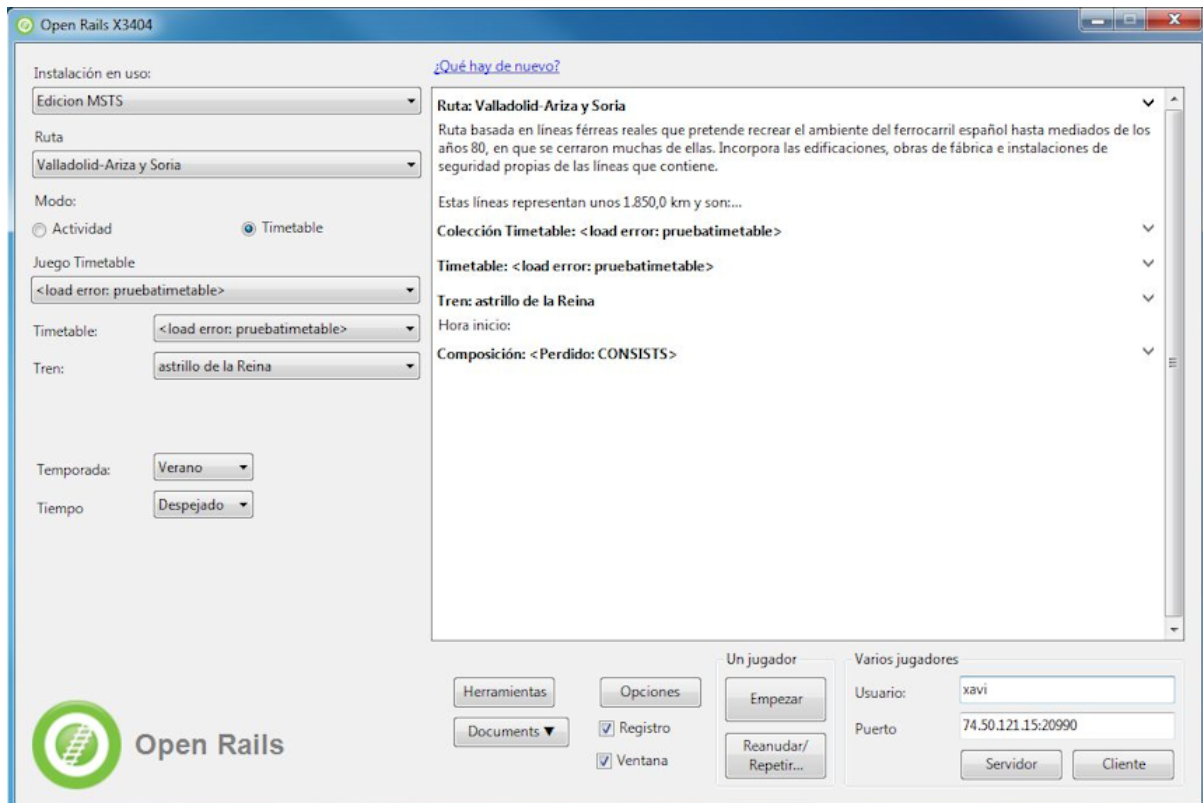 Open Rails X3404
Instalación en uso:
Edicion MSTS
Ruta
Valladolid-Ariza y Soria
Modo:
Actividad
Timetable
Juego Timetable
<load error: pruebatimetable>
Timetable:
<load error: pruebatimetable>
Tren:
astrillo de la Reina
Temporada:
Verano
Tiempo
Despejado
Open Rails
¿Qué hay de nuevo?
Ruta: Valladolid-Ariza y Soria
Ruta basada en líneas férreas reales que pretende recrear el ambiente del ferrocarril español hasta mediados de los
años 80, en que se cerraron muchas de ellas. Incorpora las edificaciones, obras de fábrica e instalaciones de
seguridad propias de las líneas que contiene.
Estas líneas representan unos 1.850,0 km y son:...
Colección Timetable: <load error: pruebatimetable>
Timetable: <load error: pruebatimetable>
Tren: astrillo de la Reina
Hora inicio:
Composición: <Perdido: CONSISTS>
Herramientas
Opciones
Documents ▼
Registro
Ventana
Un jugador
Empezar
Reanudar/
Repetir...
Varios jugadores
Usuario:
xavi
Puerto
74.50.121.15:20990
Servidor
Cliente